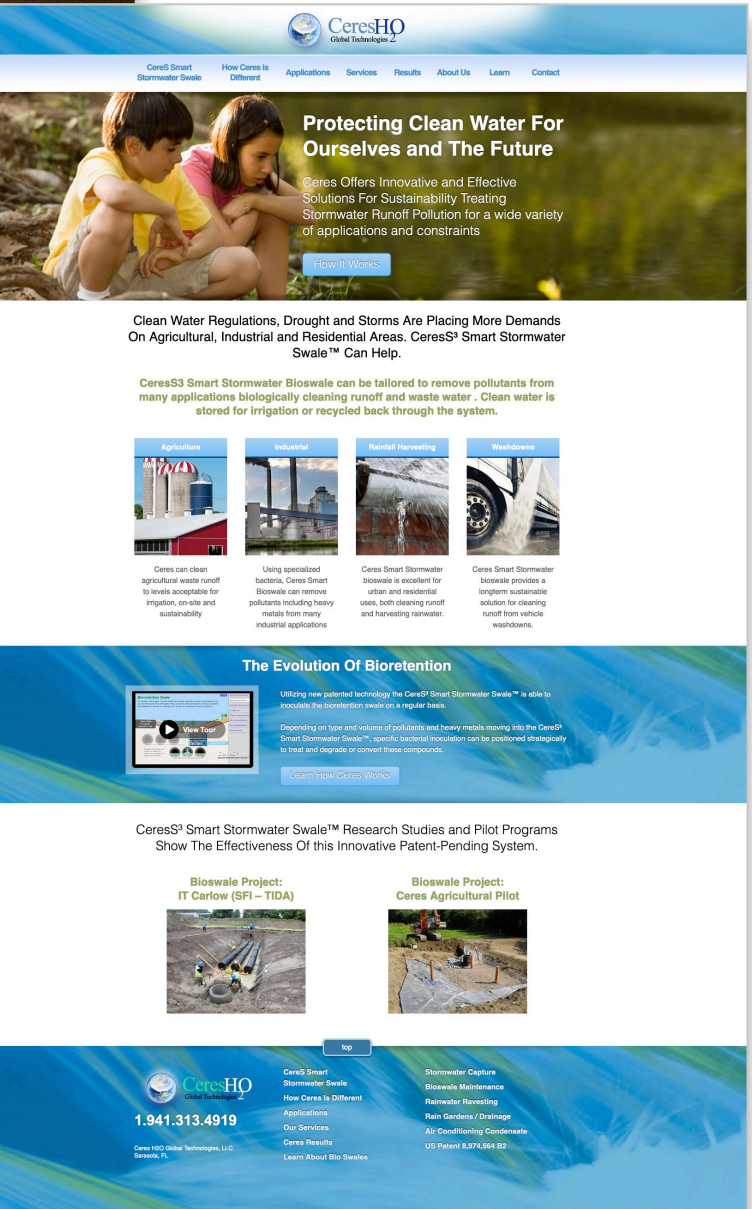 CeresH2O
Global Technologies
CereS Smart
Stormwater Swale
How Ceres is
Different
Applications
Services
Results
About Us
Learn
Contact
Protecting Clean Water For
Ourselves and The Future
Ceres Offers Innovative and Effective
Solutions For Sustainability Treating
Stormwater Runoff Pollution for a wide variety
of applications and constraints
How It Works
Clean Water Regulations, Drought and Storms Are Placing More Demands
On Agricultural, Industrial and Residential Areas. CeresS³ Smart Stormwater
Swale™ Can Help.
CeresS3 Smart Stormwater Bioswale can be tailored to remove pollutants from
many applications biologically cleaning runoff and waste water . Clean water is
stored for irrigation or recycled back through the system.
Agriculture
Ceres can clean
agricultural waste runoff
to levels acceptable for
irrigation, on-site and
sustainability
Industrial
Using specialized
bacteria, Ceres Smart
Bioswale can remove
pollutants including heavy
metals from many
industrial applications
Rainfall Harvesting
Ceres Smart Stormwater
bioswale is excellent for
urban and residential
uses, both cleaning runoff
and harvesting rainwater.
Washdowns
Ceres Smart Stormwater
bioswale provides a
longterm sustainable
solution for cleaning
runoff from vehicle
washdowns.
The Evolution Of Bioretention
Bio-retention Swale
View Tour
Utilizing new patented technology the CereS³ Smart Stormwater Swale™ is able to
inoculate the bioretention swale on a regular basis.
Depending on type and volume of pollutants and heavy metals moving into the CereS³
Smart Stormwater Swale™, specific bacterial inoculation can be positioned strategically
to treat and degrade or convert these compounds.
Learn How Ceres Works
CeresS³ Smart Stormwater Swale™ Research Studies and Pilot Programs
Show The Effectiveness Of this Innovative Patent-Pending System.
Bioswale Project:
IT Carlow (SFI – TIDA)
Bioswale Project:
Ceres Agricultural Pilot
top
CeresH2O
Global Technologies
1.941.313.4919
Ceres H2O Global Technologies, LLC.
Sarasota, FL
CereS Smart
Stormwater Swale
How Ceres Is Different
Applications
Our Services
Ceres Results
Learn About Bio Swales
Stormwater Capture
Bioswale Maintenance
Rainwater Ravesting
Rain Gardens / Drainage
Air Conditioning Condensate
US Patent 8,974,664 B2